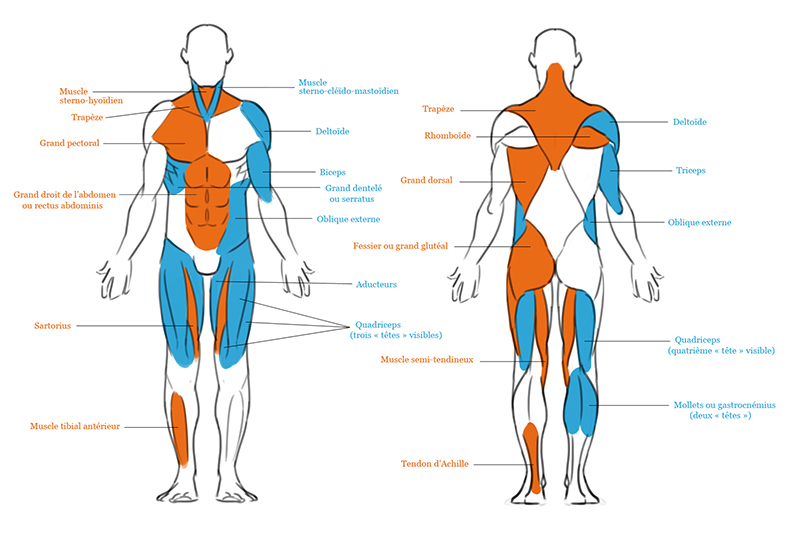 Muscle
sterno-hyoïdien
Muscle
sterno-cléido-mastoïdien
Trapéze
Grand pectoral
Deltoïde
Biceps
Grand droit de l'abdomen
ou rectus abdominis
Grand dentelé
ou serratus
Oblique externe
Aducteurs
Sartorius
Quadriceps
(trois « têtes » visibles)
Muscle tibial antérieur
Trapèze
Rhomboïde
Deltoïde
Grand dorsal
Triceps
Oblique externe
Fessier ou grand glutéal
Muscle semi-tendineux
Quadriceps
(quatrième « tête » visible)
Mollets ou gastrocnémius
(deux « têtes »)
Tendon d'Achille